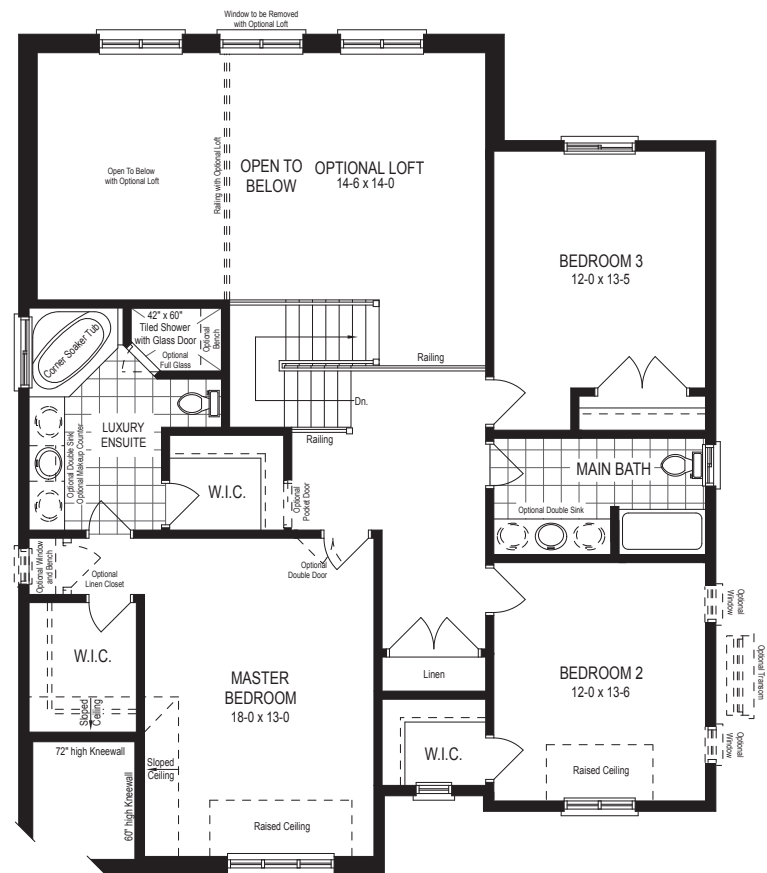 Window to be Removed
with Optional Loft
Open To Below
with Optional Loft
Railing with Optional Loft
OPEN TO
BELOW
OPTIONAL LOFT
14-6 x 14-0
BEDROOM 3
12-0 x 13-5
Corner Soaker Tub
42" x 60"
Tiled Shower
with Glass Door
Optional
Full Glass
Optional
Bench
Railing
Dn.
Railing
LUXURY
ENSUITE
Optional Double Sink/
Optional Makeup Counter
W.I.C.
Optional
Pocket Door
MAIN BATH
Optional Double Sink
Optional Window
and Bench
Optional
Linen Closet
Optional
Double Door
Optional
Window
Optional Transom
Optional
Window
W.I.C.
Sloped
Ceiling
MASTER
BEDROOM
18-0 x 13-0
Linen
BEDROOM 2
12-0 x 13-6
72" high Kneewall
60" high Kneewall
Sloped
Ceiling
W.I.C.
Raised Ceiling
Raised Ceiling